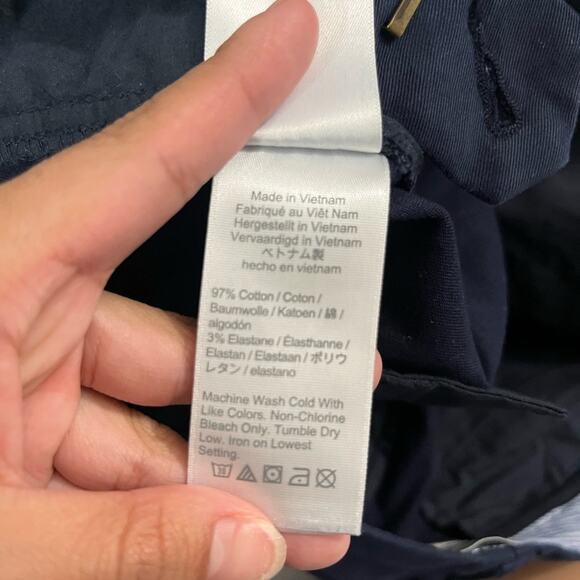 Made in Vietnam
Fabriqué au Viêt Nam
Hergestellt in Vietnam
Vervaardigd in Vietnam
ベトナム製
hecho en vietnam
97% Cotton / Coton /
Baumwolle / Katoen / 綿 /
algodón
3% Elastane / Élasthanne /
Elastan / Elastaan / ポリウ
レタン / elastano
Machine Wash Cold With
Like Colors. Non-Chlorine
Bleach Only. Tumble Dry
Low. Iron on Lowest
Setting.
30